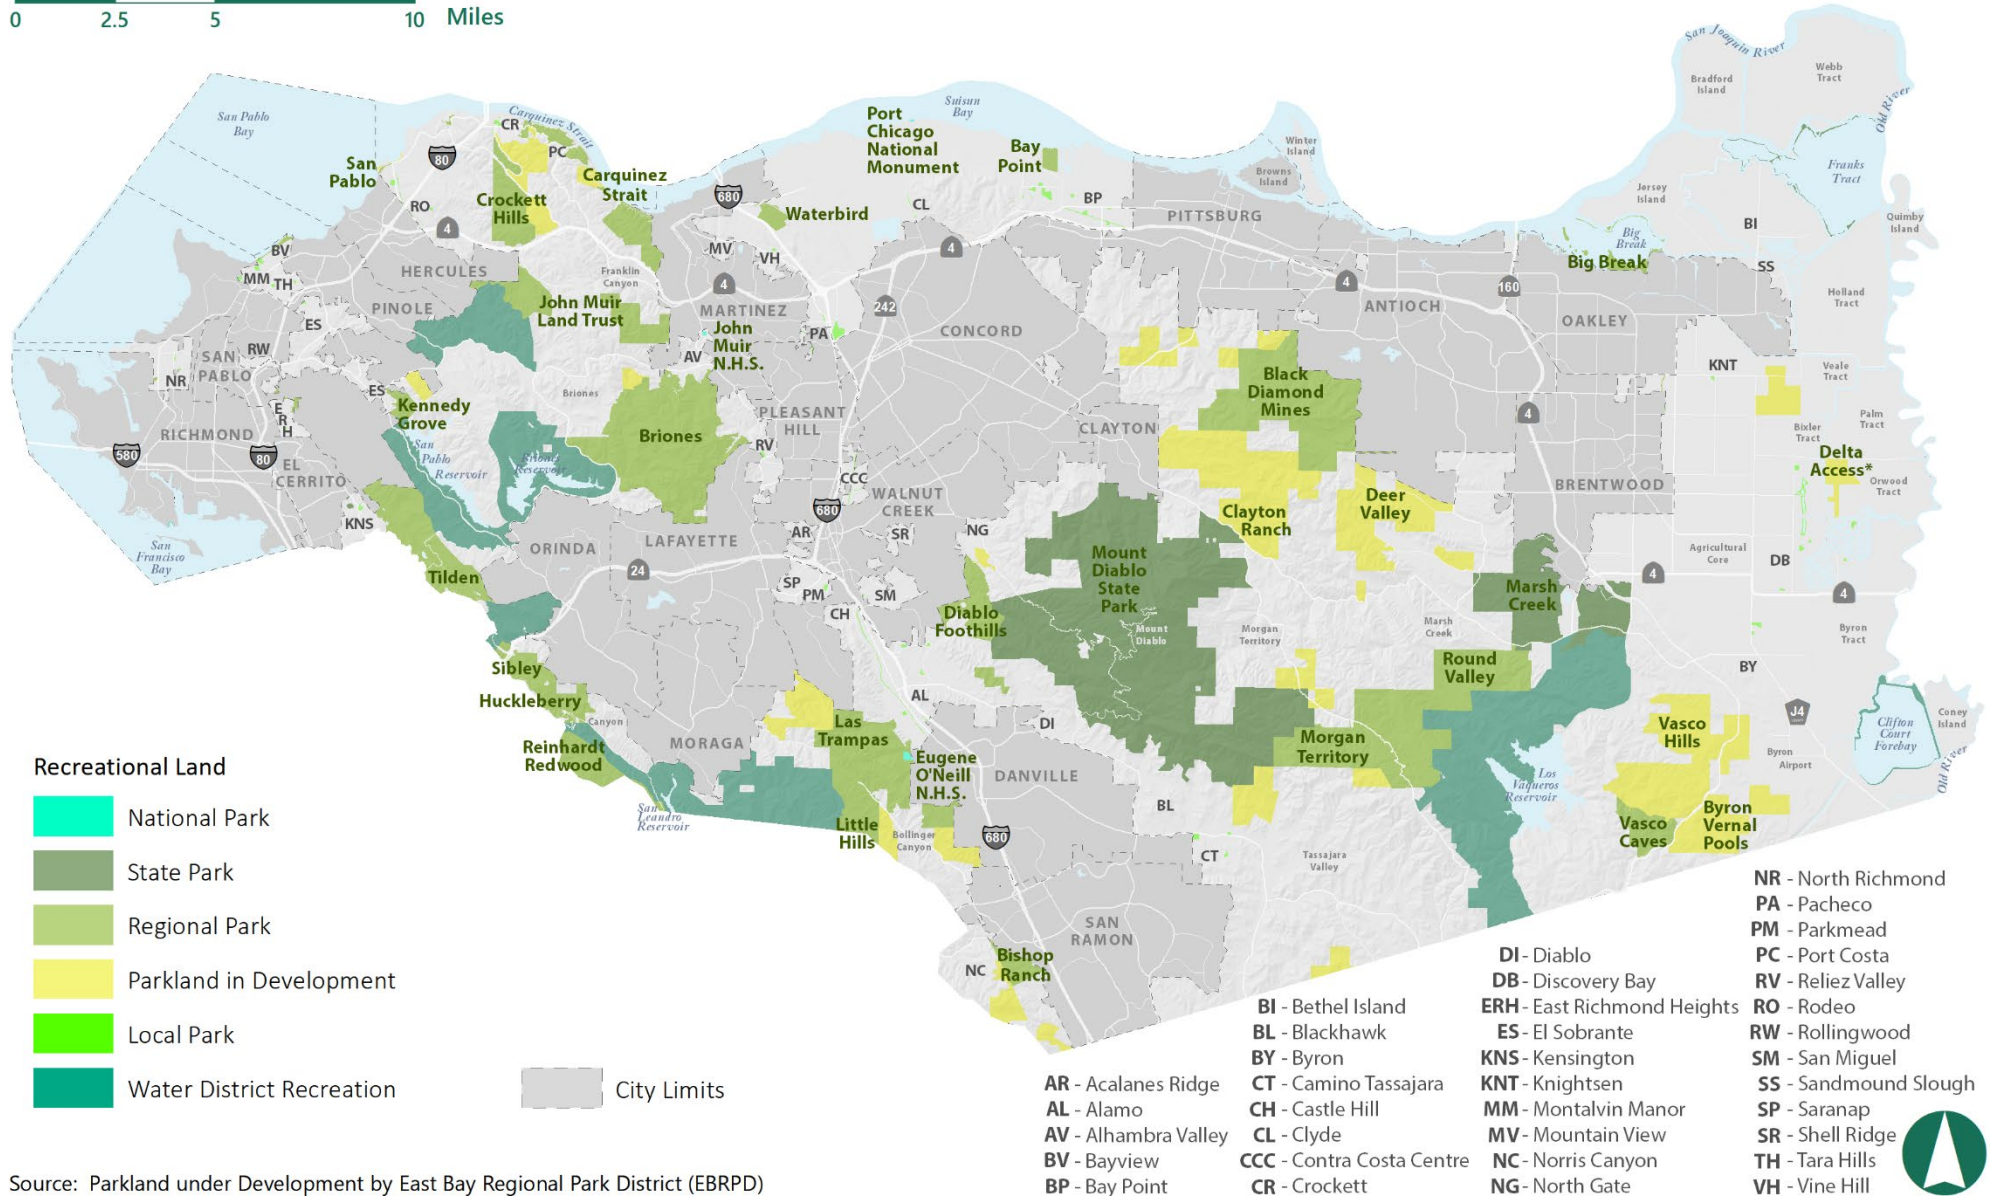 0 2.5 5 10 Miles
San Joaquin River
Webb
Tract
Bradford
Island
Old River
San Pablo
Bay
CR
Carquinez Strait
Port
Chicago
National
Monument
Suisun
Bay
Bay
Point
Winter
Island
Browns
Island
Franks
Tract
80
PC
San
Pablo
Carquinez
Strait
680
Crockett
Hills
RO
4
Waterbird
CL
BP
PITTSBURG
Jersey
Island
BI
Quimby
Island
Big
Break
Big Break
BV
MM
TH
HERCULES
Franklin
Canyon
MV
VH
4
4
SS
PINOLE
John Muir
Land Trust
MARTINEZ
242
4
ANTIOCH
160
OAKLEY
Holland
Tract
ES
RW
SAN
PABLO
John
Muir
N.H.S.
PA
AV
CONCORD
NR
ES
Kennedy
Grove
Briones
Black
Diamond
Mines
KNT
Veale
Tract
E
R
H
RICHMOND
580
80
EL
CERRITO
San
Pablo
Reservoir
Briones
Reservoir
Briones
PLEASANT
HILL
RV
CLAYTON
4
Palm
Tract
Bixler
Tract
Delta
Access*
Orwood
Tract
CCC
WALNUT
CREEK
680
Deer
Valley
BRENTWOOD
KNS
Clayton
Ranch
San
Francisco
Bay
ORINDA
LAFAYETTE
AR
SR
NG
Agricultural
Core
DB
Tilden
24
SP
PM
SM
CH
Mount
Diablo
State
Park
Marsh
Creek
4
4
Diablo
Foothills
Mount
Diablo
Morgan
Territory
Marsh
Creek
Byron
Tract
Sibley
Huckleberry
AL
Round
Valley
BY
Canyon
Reinhardt
Redwood
MORAGA
Las
Trampas
DI
Morgan
Territory
Vasco
Hills
J4
Clifton
Court
Forebay
Coney
Island
Old River
Eugene
O'Neill
N.H.S.
DANVILLE
Byron
Airport
San
Leandro
Reservoir
Little
Hills
Bollinger
Canyon
680
BL
Los
Vaqueros
Reservoir
Vasco
Caves
Byron
Vernal
Pools
CT
Tassajara
Valley
SAN
RAMON
NC
Bishop
Ranch
Recreational Land
National Park
State Park
Regional Park
Parkland in Development
Local Park
Water District Recreation
City Limits
AR - Acalanes Ridge
AL - Alamo
AV - Alhambra Valley
BV - Bayview
BP - Bay Point
BI - Bethel Island
BL - Blackhawk
BY - Byron
CT - Camino Tassajara
CH - Castle Hill
CL - Clyde
CCC - Contra Costa Centre
CR - Crockett
DI - Diablo
DB - Discovery Bay
ERH - East Richmond Heights
ES - El Sobrante
KNS - Kensington
KNT - Knightsen
MM - Montalvin Manor
MV - Mountain View
NC - Norris Canyon
NG - North Gate
NR - North Richmond
PA - Pacheco
PM - Parkmead
PC - Port Costa
RV - Reliez Valley
RO - Rodeo
RW - Rollingwood
SM - San Miguel
SS - Sandmound Slough
SP - Saranap
SR - Shell Ridge
TH - Tara Hills
VH - Vine Hill
Source: Parkland under Development by East Bay Regional Park District (EBRPD)